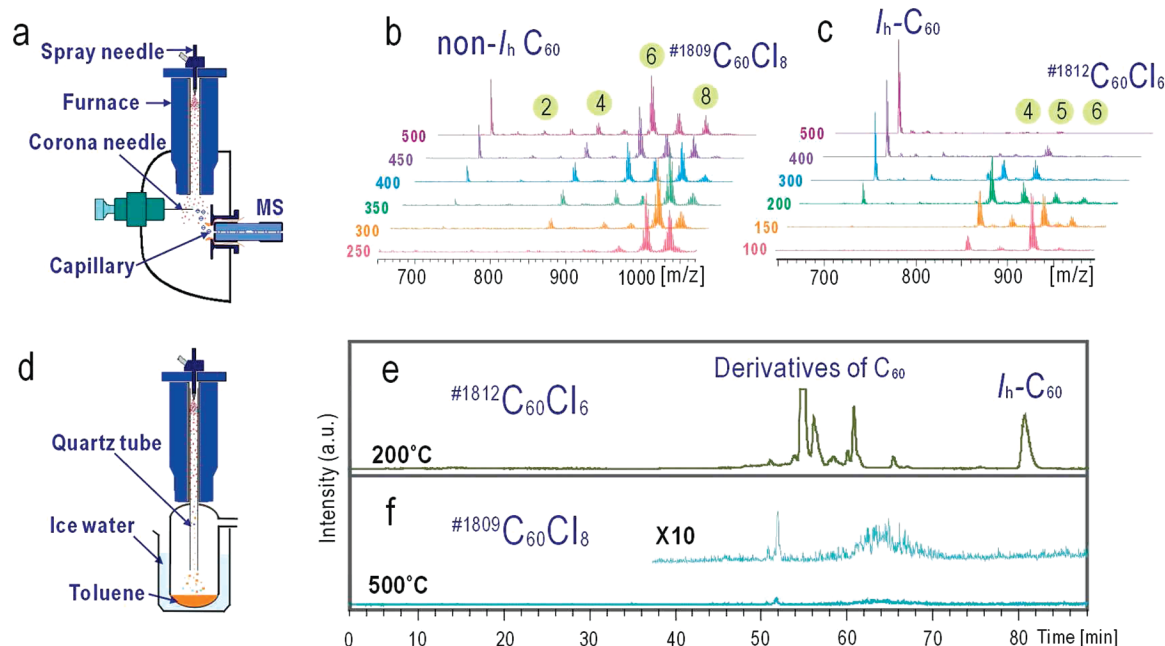 a
Spray needle
Furnace
Corona needle
MS
Capillary
b
non-Iₕ C₆₀
#1809C₆₀Cl₈
2
4
6
8
500
450
400
350
300
250
700 800 900 1000 [m/z]
c
Iₕ-C₆₀
#1812C₆₀Cl₆
4
5
6
500
400
300
200
150
100
700 800 900 [m/z]
d
Quartz tube
Ice water
Toluene
Intensity (a.u.)
e
#1812C₆₀Cl₆
Derivatives of C₆₀
Iₕ-C₆₀
200°C
f
#1809C₆₀Cl₈
X10
500°C
0 10 20 30 40 50 60 70 80 Time [min]